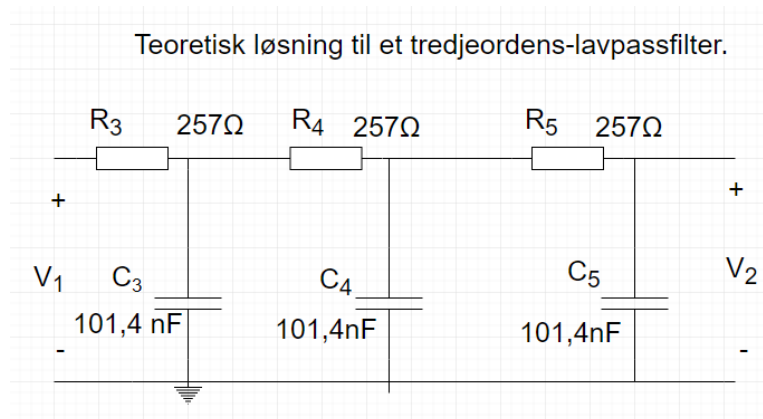 Teoretisk løsning til et tredjeordens-lavpassfilter.
R3 257Ω R4 257Ω R5 257Ω
+ +
V1 C3 C4 C5 V2
101,4 nF 101,4nF 101,4nF
- -